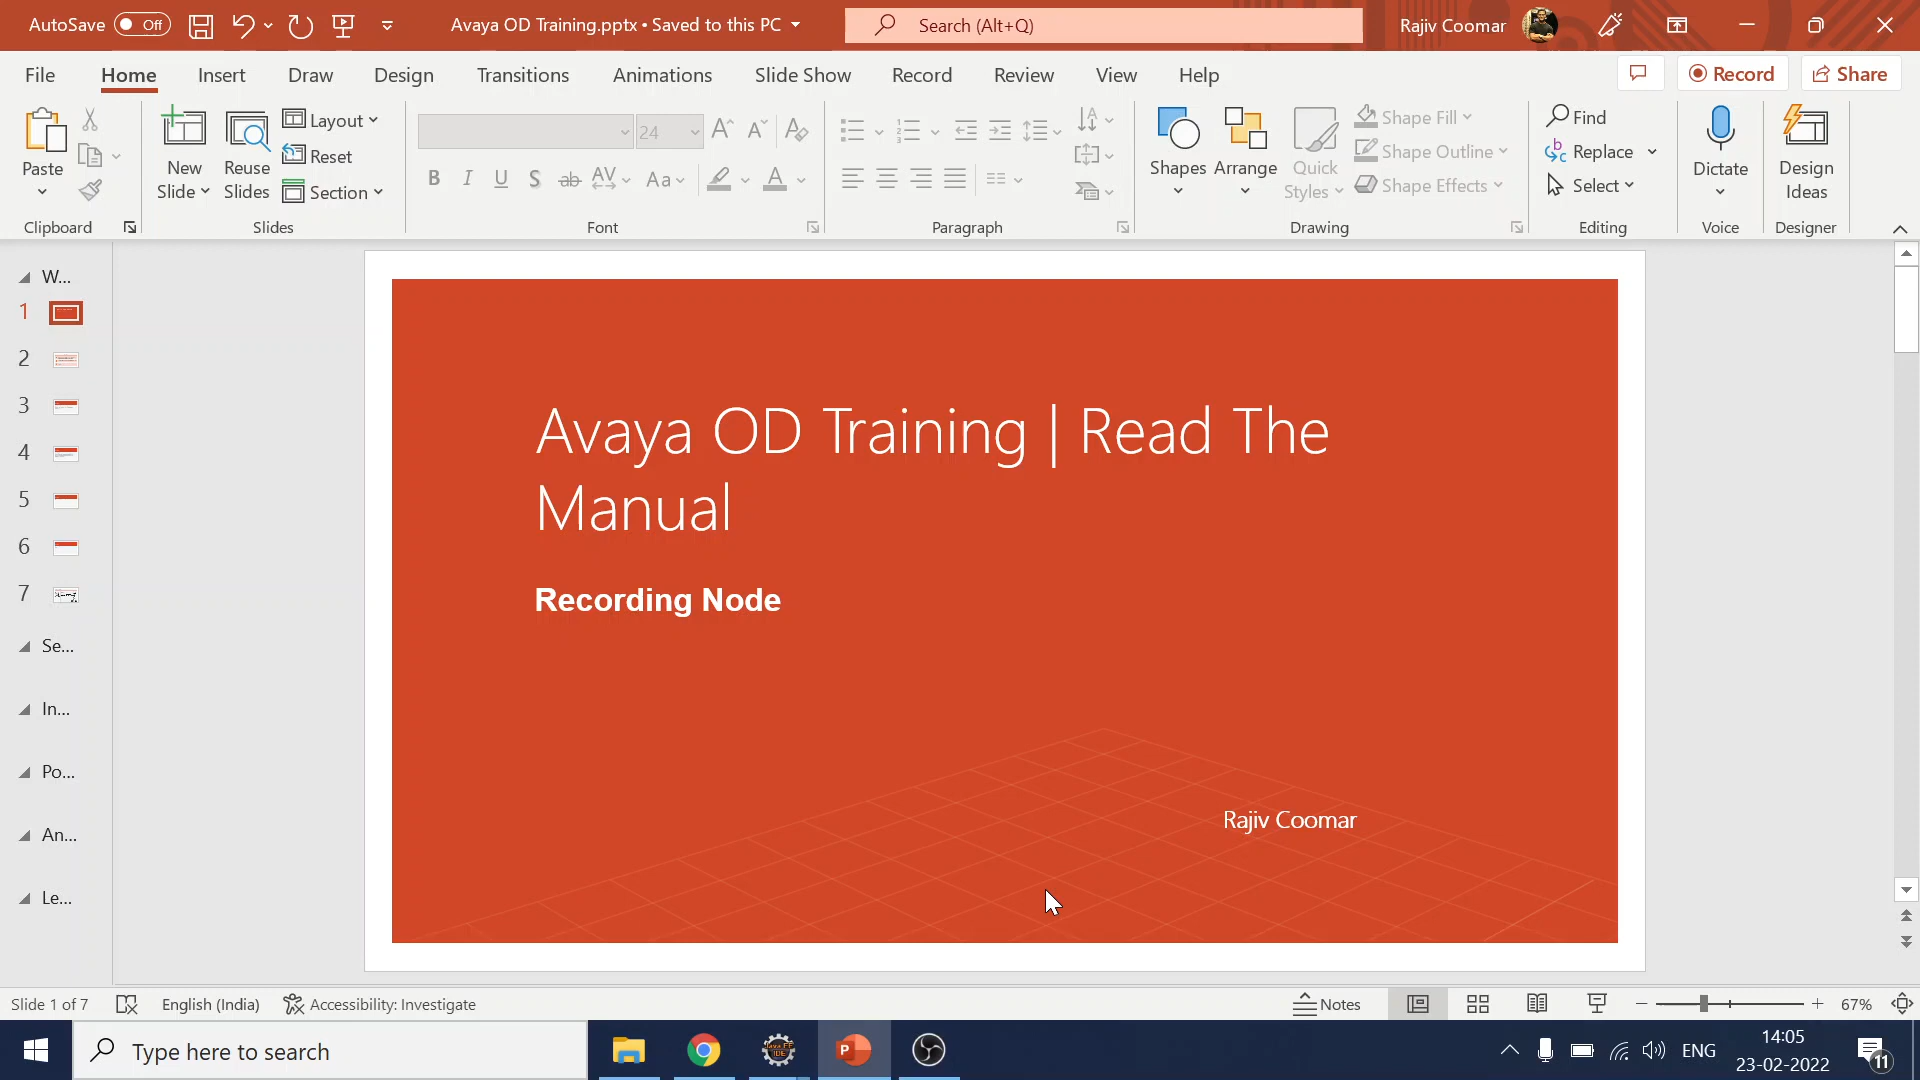 AutoSave Off Avaya OD Training.pptx • Saved to this PC Search (Alt+Q) Rajiv Coomar
File Home Insert Draw Design Transitions Animations Slide Show Record Review View Help Record Share
Paste
New Slide
Reuse Slides
Layout
Reset
Section
24
B I U S ab AV Aa A
Shapes
Arrange
Quick Styles
Shape Fill
Shape Outline
Shape Effects
Find
Replace
Select
Dictate
Design Ideas
Clipboard Slides Font Paragraph Drawing Editing Voice Designer
W...
1
2
3
4
5
6
7
Se...
In...
Po...
An...
Le...
Avaya OD Training | Read The
Manual
Recording Node
Rajiv Coomar
Slide 1 of 7 English (India) Accessibility: Investigate Notes 67%
Type here to search
ENG
14:05
23-02-2022
11